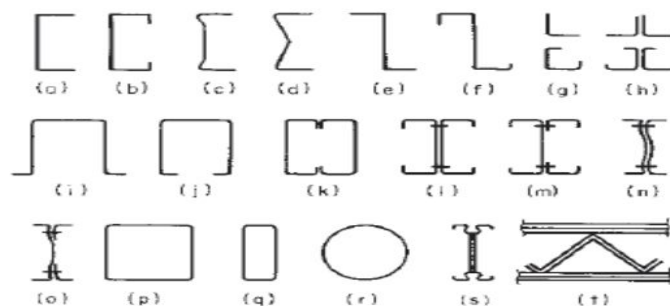 (a) (b) (c) (d) (e) (f) (g) (h)
(i) (j) (k) (l) (m) (n)
(o) (p) (q) (r) (s) (t)